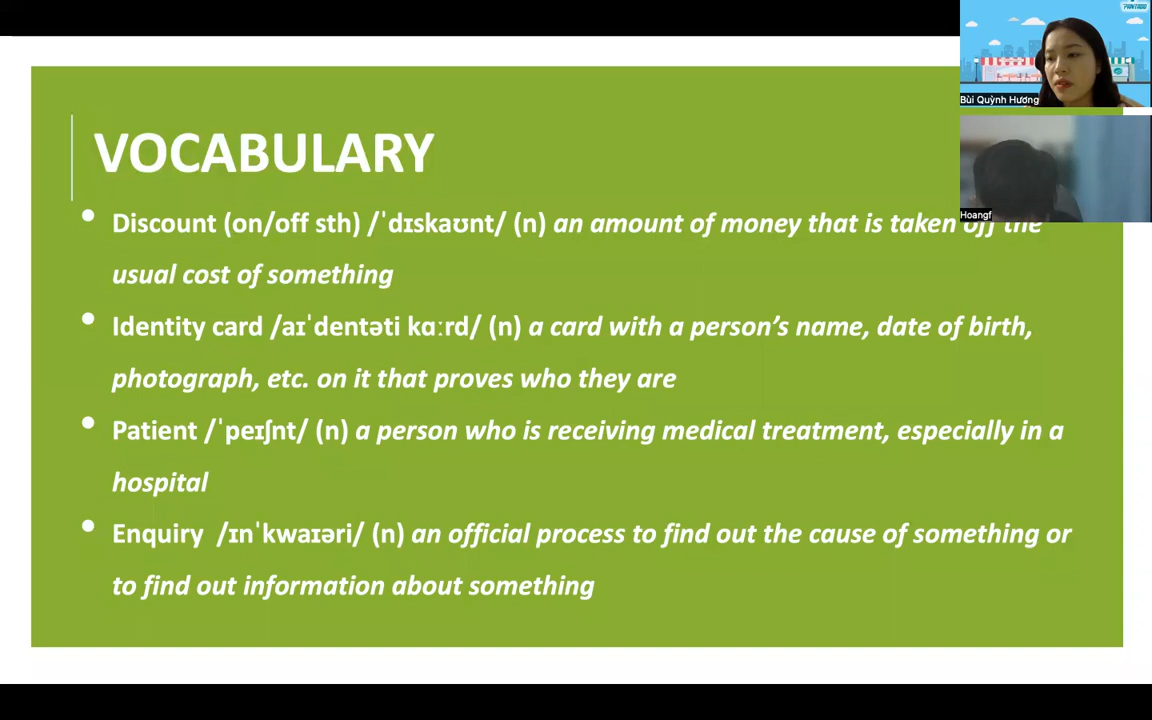 PANTADO
Bùi Quỳnh Hương
Hoangf
VOCABULARY
• Discount (on/off sth) /ˈdɪskaʊnt/ (n) an amount of money that is taken off the
usual cost of something
• Identity card /aɪˈdentəti kɑːrd/ (n) a card with a person’s name, date of birth,
photograph, etc. on it that proves who they are
• Patient /ˈpeɪʃnt/ (n) a person who is receiving medical treatment, especially in a
hospital
• Enquiry /ɪnˈkwaɪəri/ (n) an official process to find out the cause of something or
to find out information about something